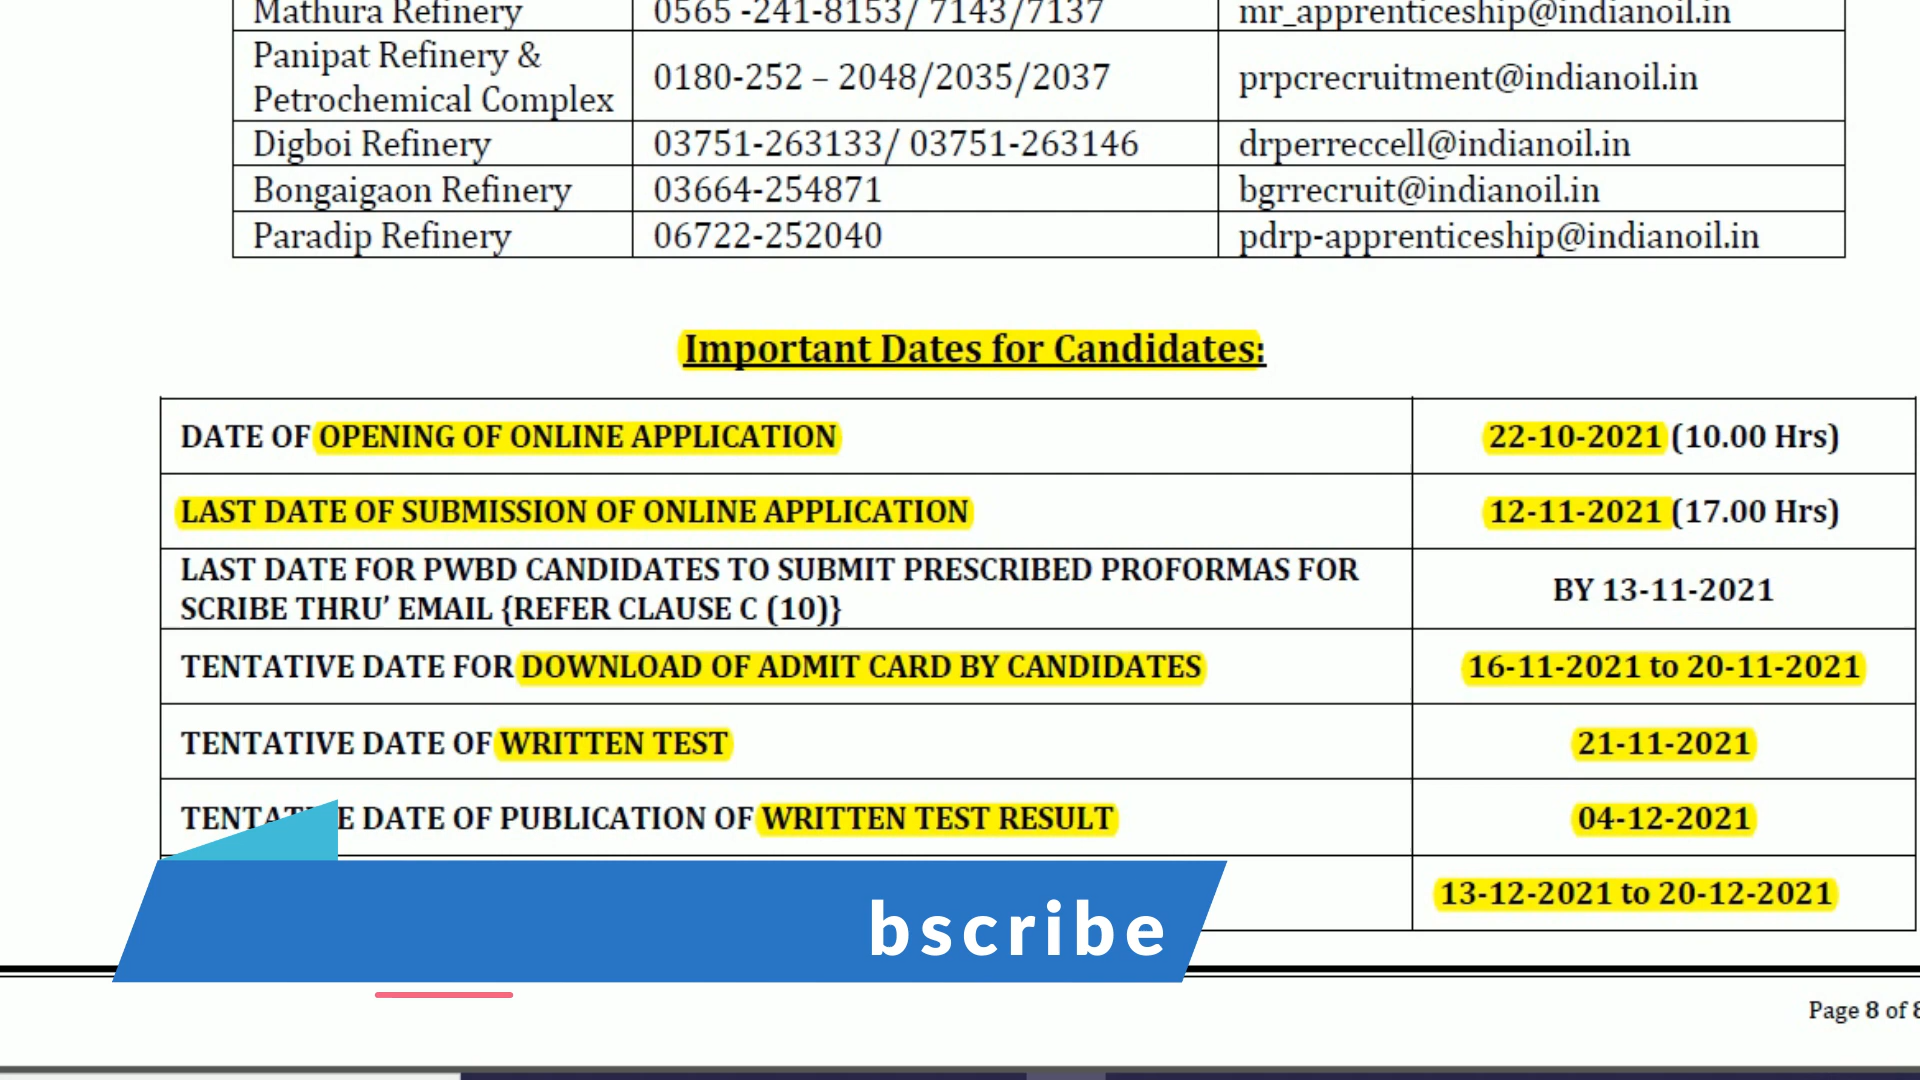 Mathura Refinery 0565 -241-8153/ 7143/7137 mr_apprenticeship@indianoil.in
Panipat Refinery &
Petrochemical Complex 0180-252 – 2048/2035/2037 prpcrecruitment@indianoil.in
Digboi Refinery 03751-263133/ 03751-263146 drperreccell@indianoil.in
Bongaigaon Refinery 03664-254871 bgrrecruit@indianoil.in
Paradip Refinery 06722-252040 pdrp-apprenticeship@indianoil.in
Important Dates for Candidates:
DATE OF OPENING OF ONLINE APPLICATION 22-10-2021 (10.00 Hrs)
LAST DATE OF SUBMISSION OF ONLINE APPLICATION 12-11-2021 (17.00 Hrs)
LAST DATE FOR PWBD CANDIDATES TO SUBMIT PRESCRIBED PROFORMAS FOR
SCRIBE THRU’ EMAIL {REFER CLAUSE C (10)} BY 13-11-2021
TENTATIVE DATE FOR DOWNLOAD OF ADMIT CARD BY CANDIDATES 16-11-2021 to 20-11-2021
TENTATIVE DATE OF WRITTEN TEST 21-11-2021
DATE OF PUBLICATION OF WRITTEN TEST RESULT 04-12-2021
13-12-2021 to 20-12-2021
bscribe
Page 8 of